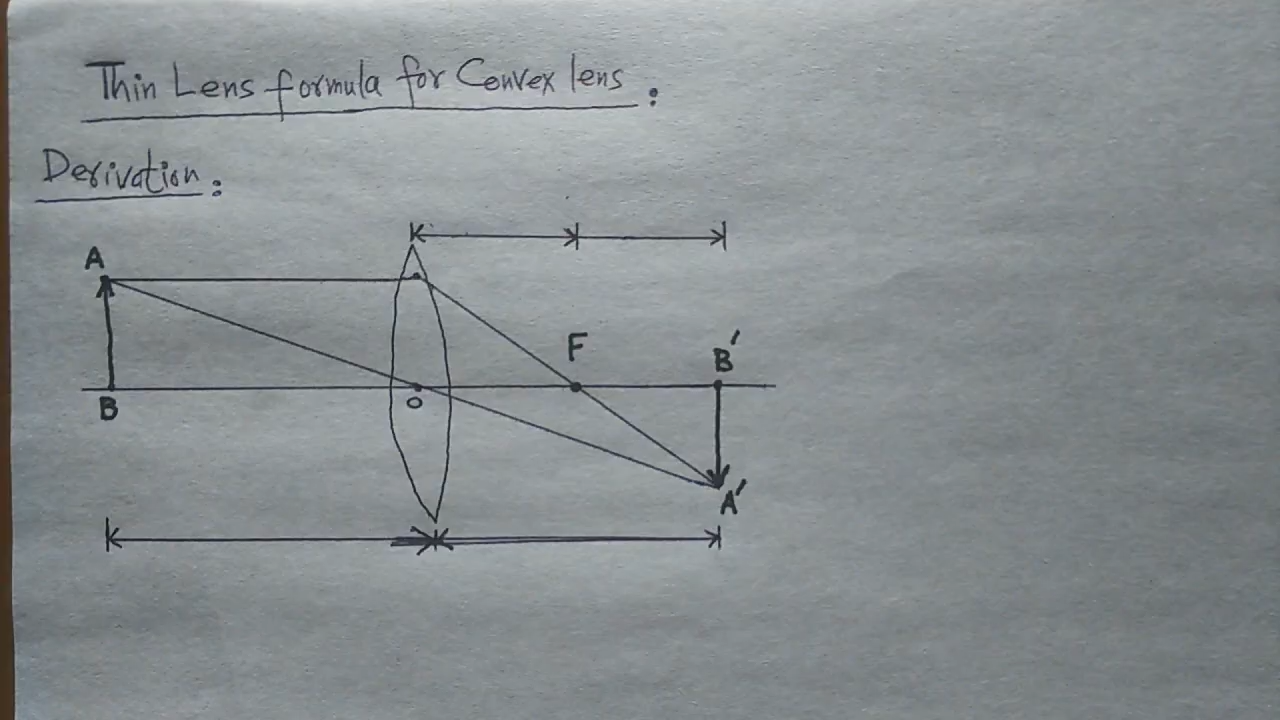 Thin Lens formula for Convex lens :
Derivation :
A
F
B'
B
O
A'